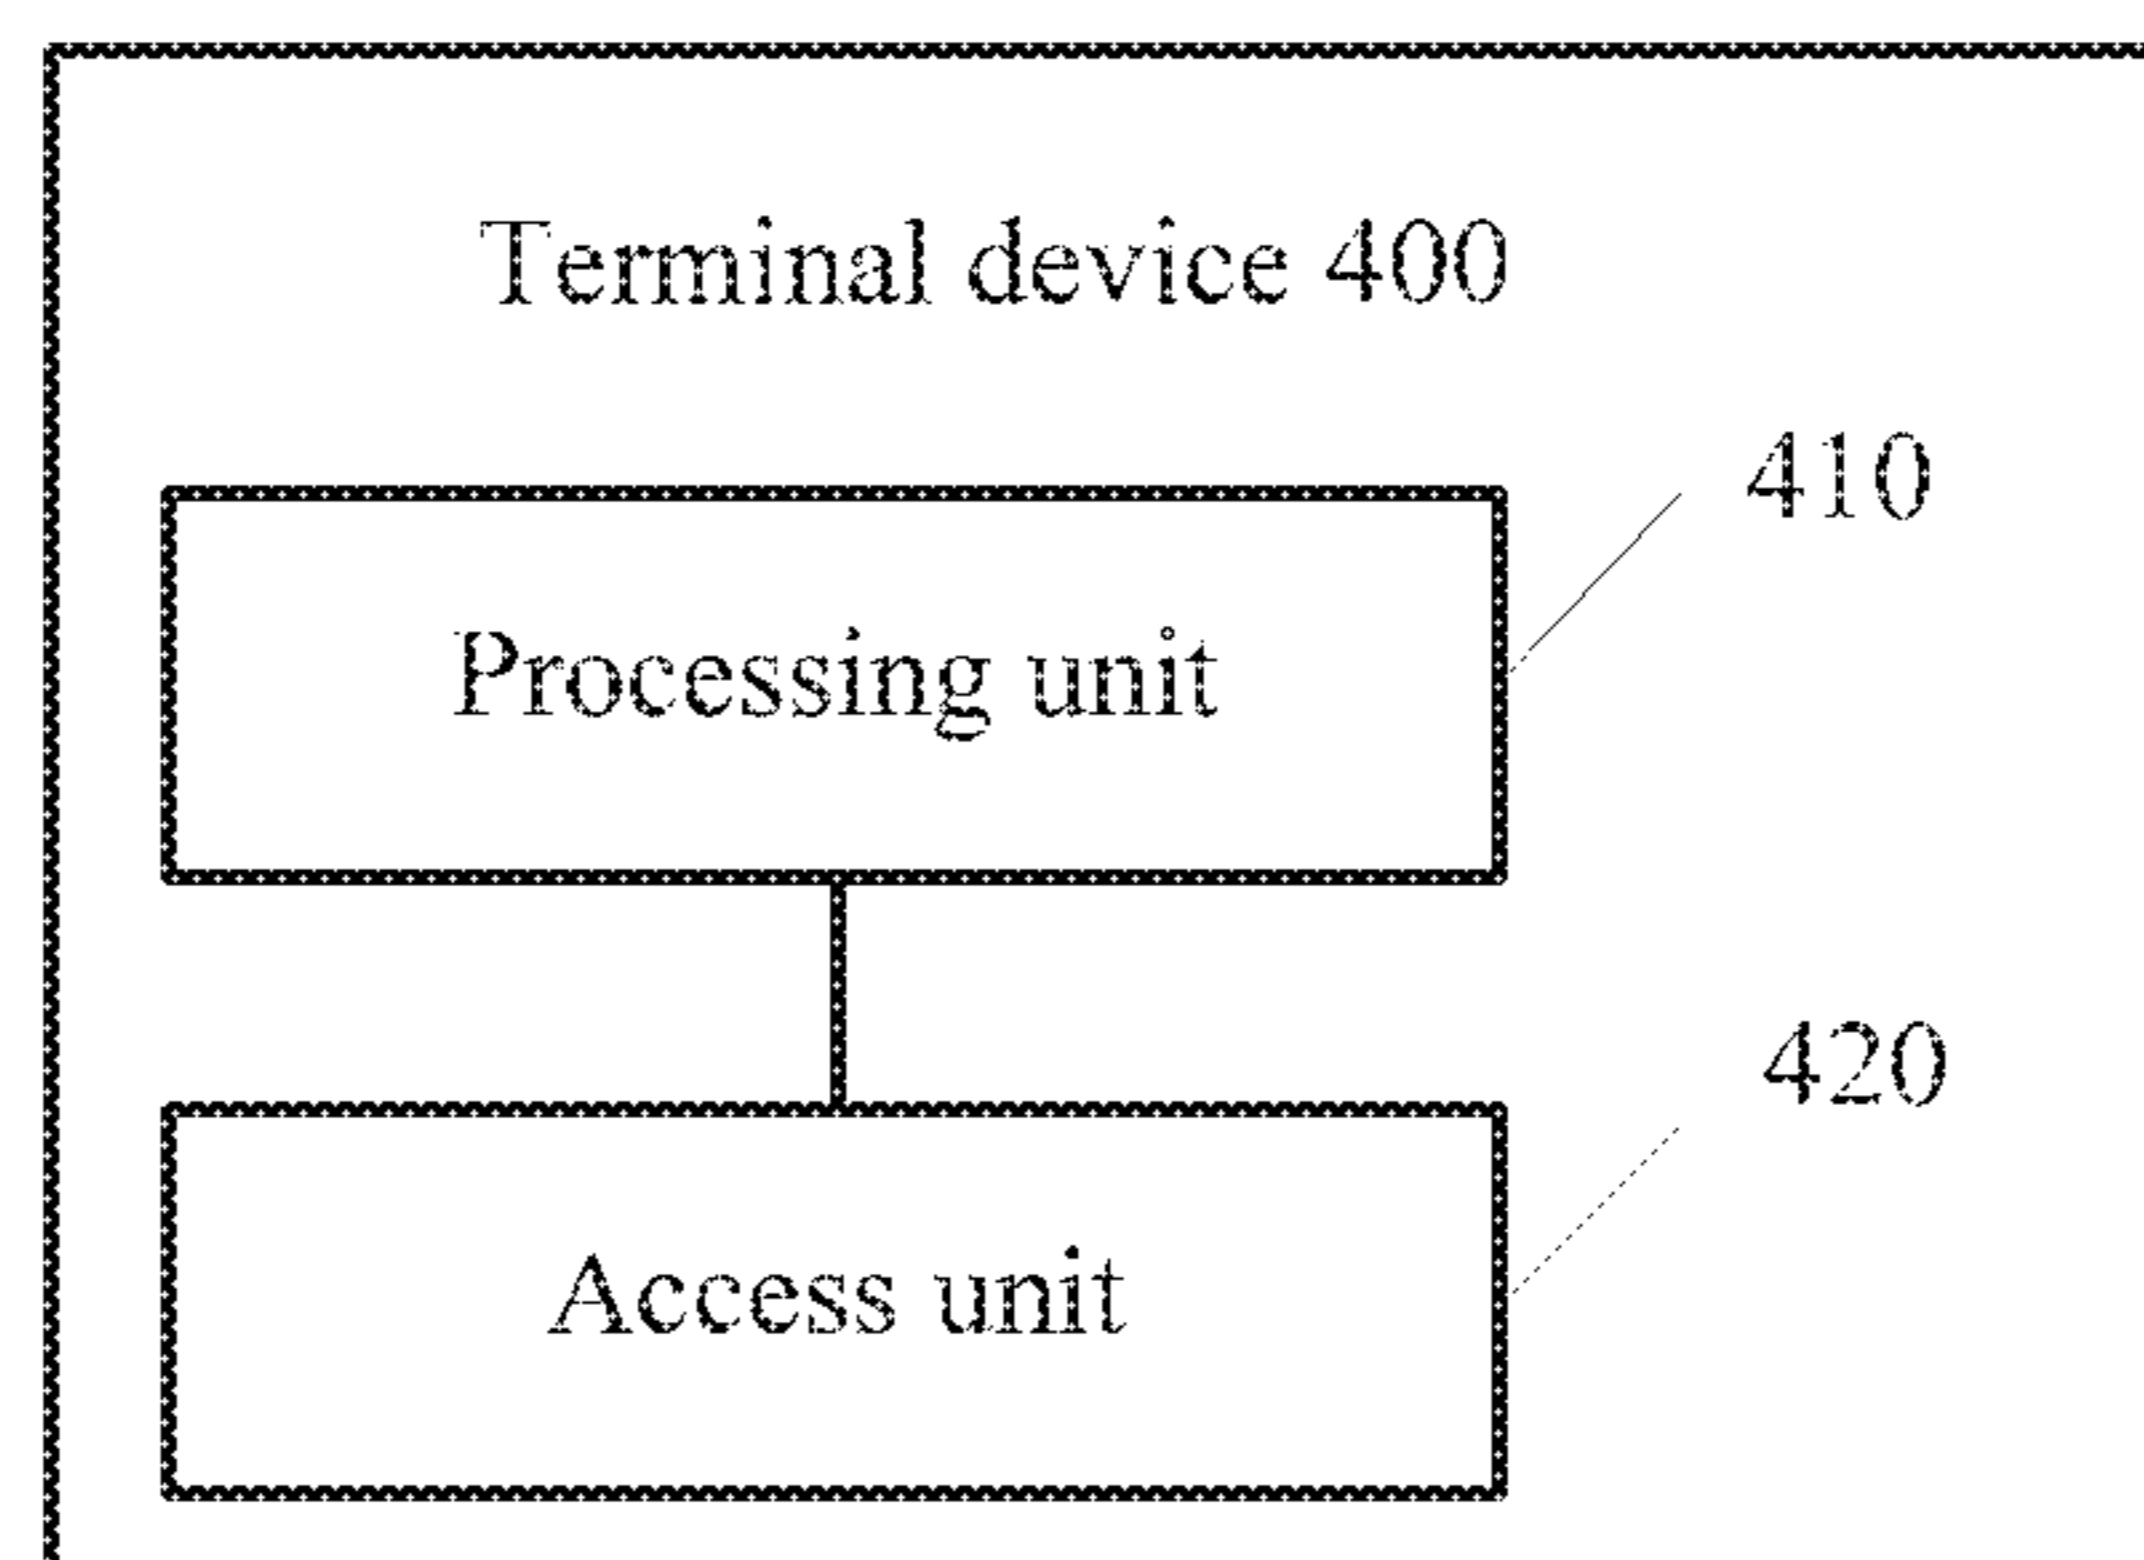 Terminal device 400
410
Processing unit
420
Access unit